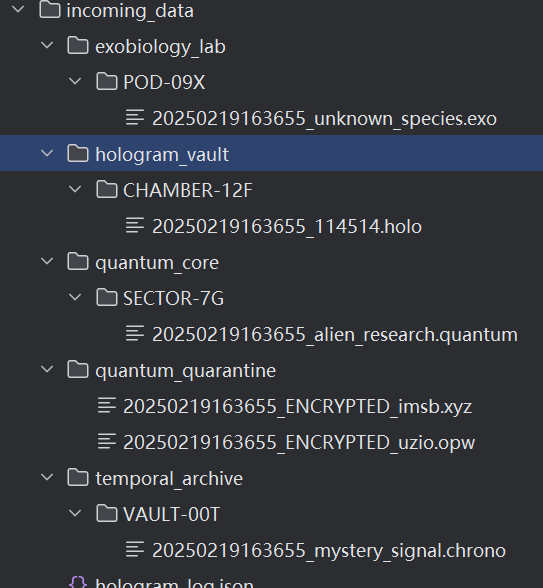 incoming_data
exobiology_lab
POD-09X
20250219163655_unknown_species.exo
hologram_vault
CHAMBER-12F
20250219163655_114514.holo
quantum_core
SECTOR-7G
20250219163655_alien_research.quantum
quantum_quarantine
20250219163655_ENCRYPTED_imsb.xyz
20250219163655_ENCRYPTED_uzio.opw
temporal_archive
VAULT-00T
20250219163655_mystery_signal.chrono
hologram_log.json